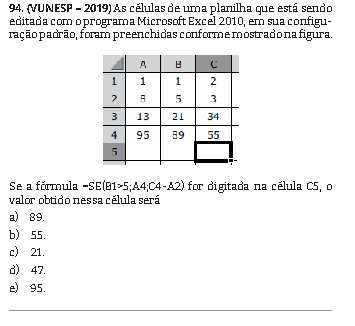 94. (VUNESP – 2019) As células de uma planilha que está sendo
editada com o programa Microsoft Excel 2010, em sua configu-
ração padrão, foram preenchidas conforme mostrado na figura.
A B C
1 1 1 2
2 8 5 3
3 13 21 34
4 95 89 55
5
Se a fórmula =SE(B1>5;A4;C4-A2) for digitada na célula C5, o
valor obtido nessa célula será
a) 89.
b) 55.
c) 21.
d) 47.
e) 95.